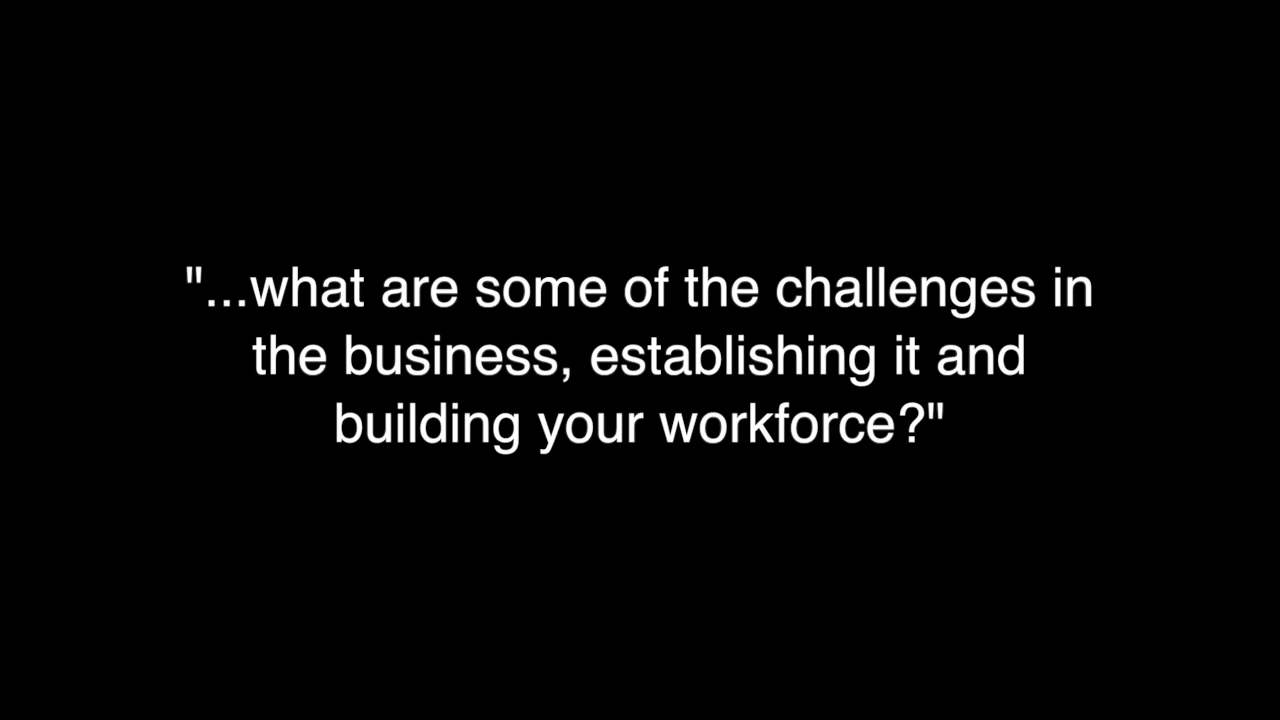 "...what are some of the challenges in
the business, establishing it and
building your workforce?"